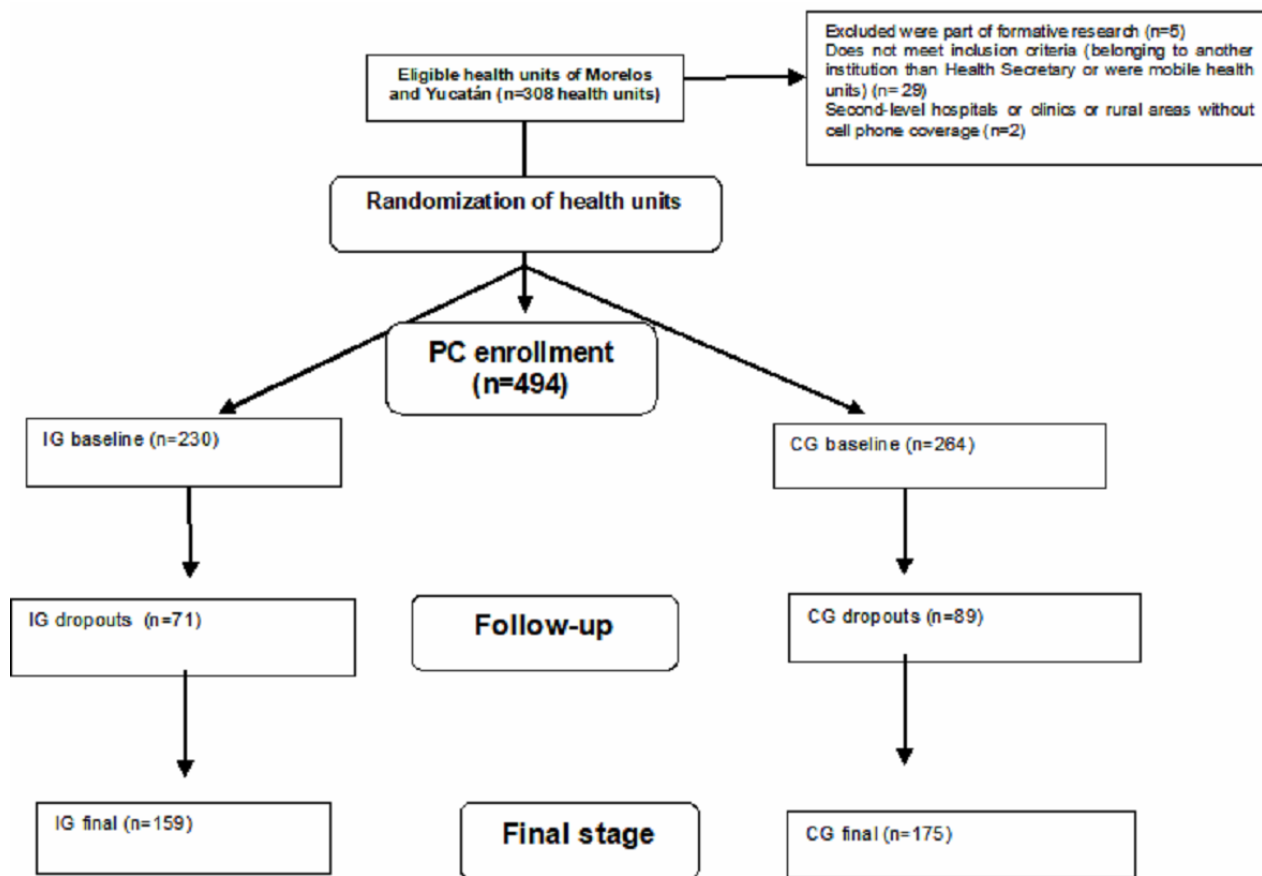 Excluded were part of formative research (n=5)
Does not meet inclusion criteria (belonging to another
institution than Health Secretary or were mobile health
units) (n= 29)
Second-level hospitals or clinics or rural areas without
cell phone coverage (n=2)
Eligible health units of Morelos
and Yucatán (n=308 health units)
Randomization of health units
PC enrollment
(n=494)
IG baseline (n=230)
CG baseline (n=264)
IG dropouts (n=71)
Follow-up
CG dropouts (n=89)
IG final (n=159)
Final stage
CG final (n=175)